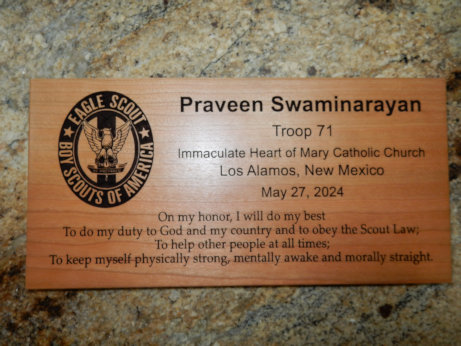 EAGLE SCOUT
BOY SCOUTS OF AMERICA
Praveen Swaminarayan
Troop 71
Immaculate Heart of Mary Catholic Church
Los Alamos, New Mexico
May 27, 2024
On my honor, I will do my best
To do my duty to God and my country and to obey the Scout Law;
To help other people at all times;
To keep myself physically strong, mentally awake and morally straight.